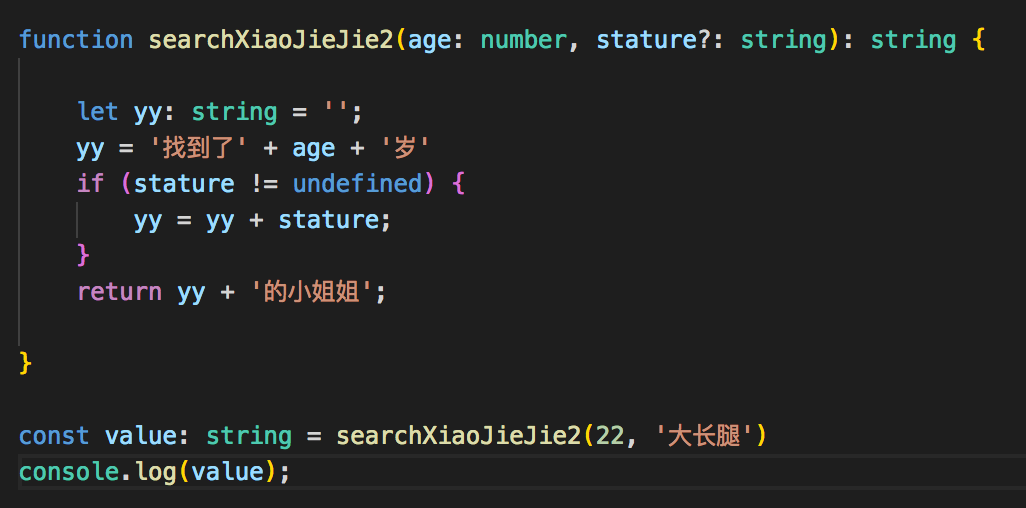 function searchXiaoJieJie2(age: number, stature?: string): string {
let yy: string = '';
yy = '找到了' + age + '岁'
if (stature != undefined) {
yy = yy + stature;
}
return yy + '的小姐姐';
}
const value: string = searchXiaoJieJie2(22, '大长腿')
console.log(value);